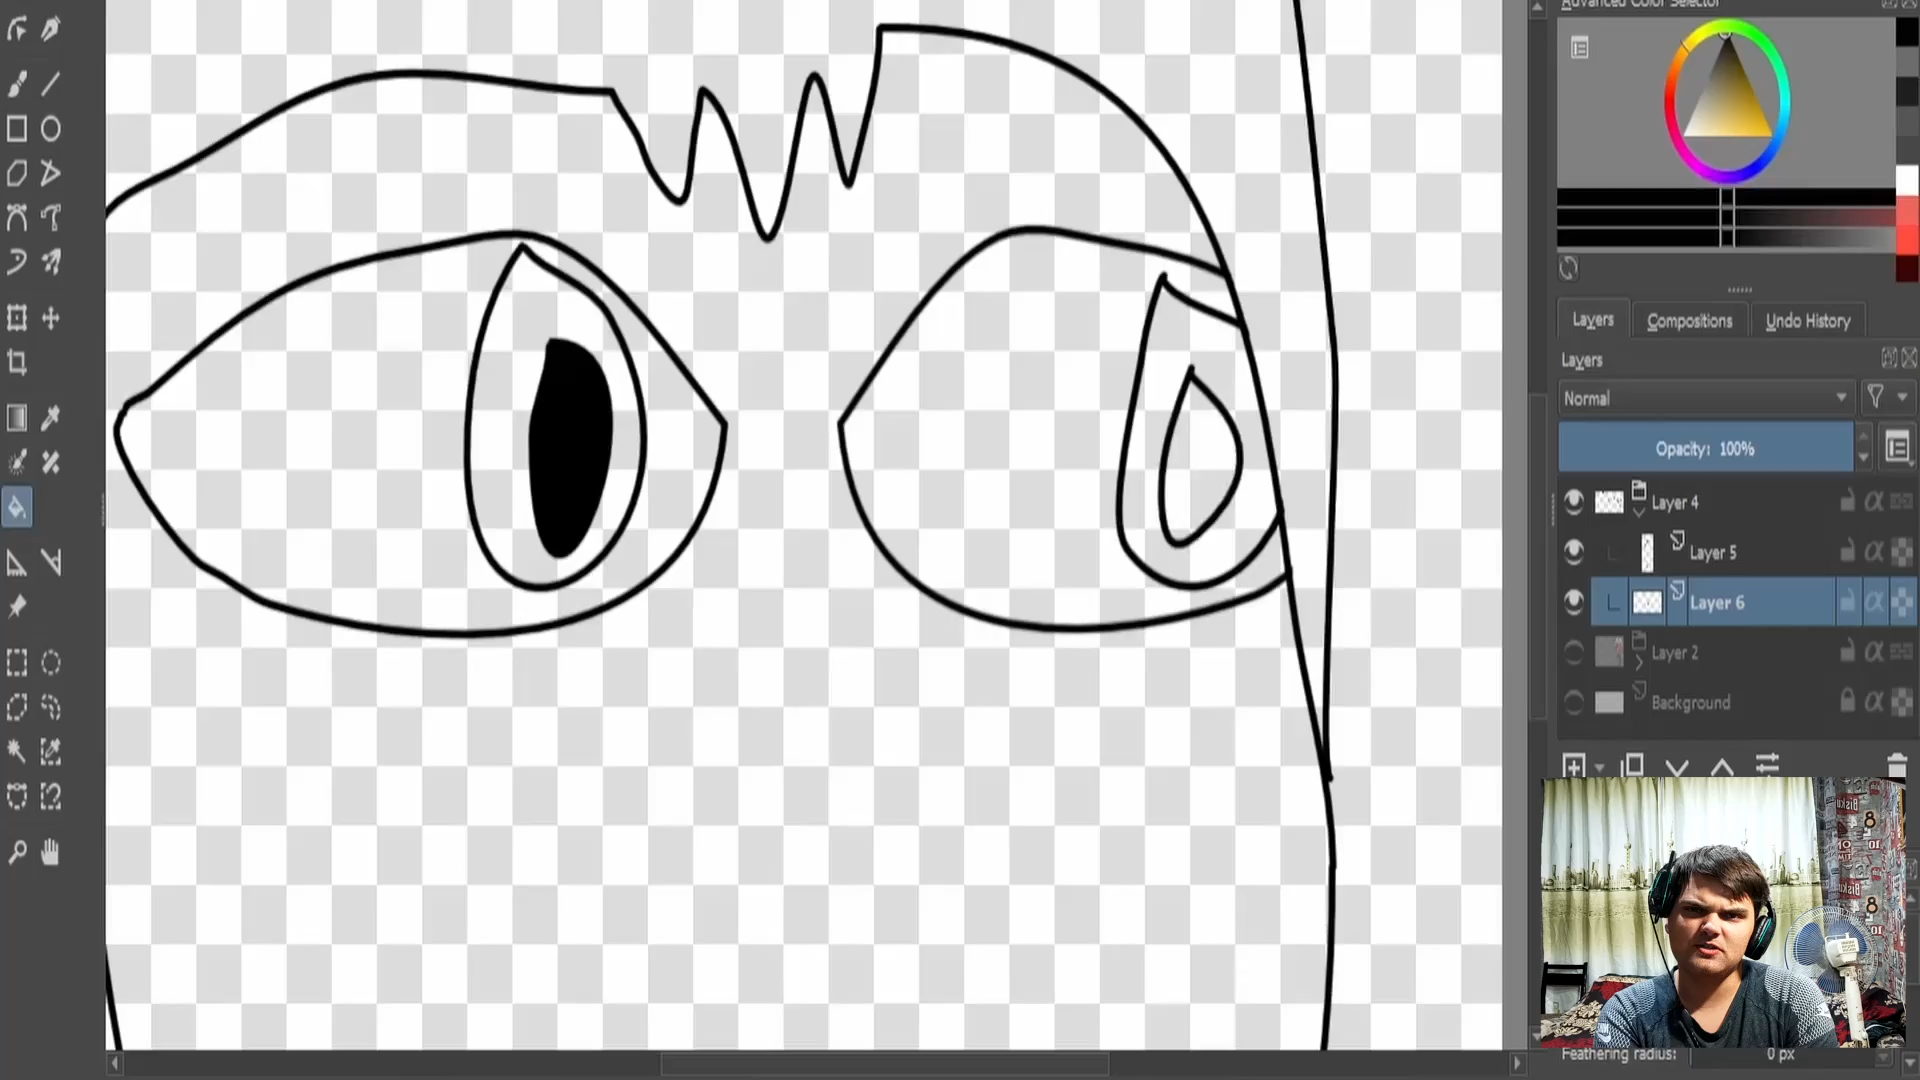 Advanced Color Selector
Layers
Compositions
Undo History
Layers
Normal
Opacity: 100%
Layer 4
Layer 5
Layer 6
Layer 2
Background
Feathering radius:
0 px